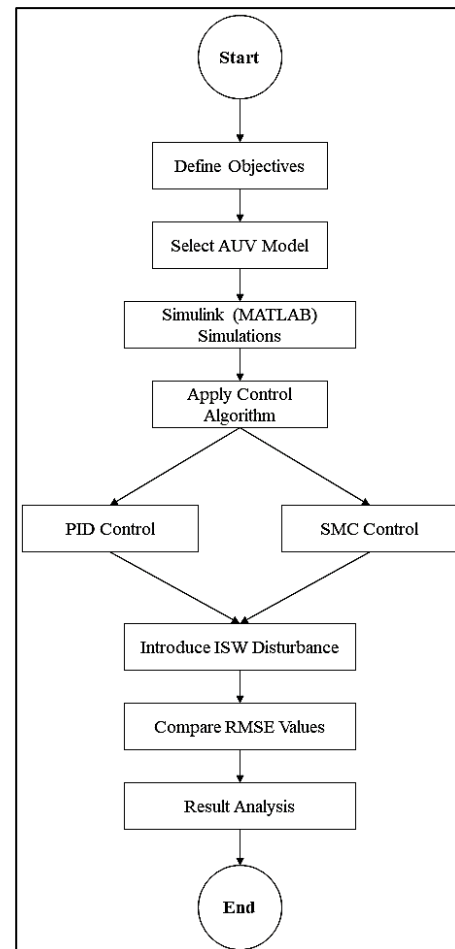 Start
Define Objectives
Select AUV Model
Simulink (MATLAB)
Simulations
Apply Control
Algorithm
PID Control
SMC Control
Introduce ISW Disturbance
Compare RMSE Values
Result Analysis
End